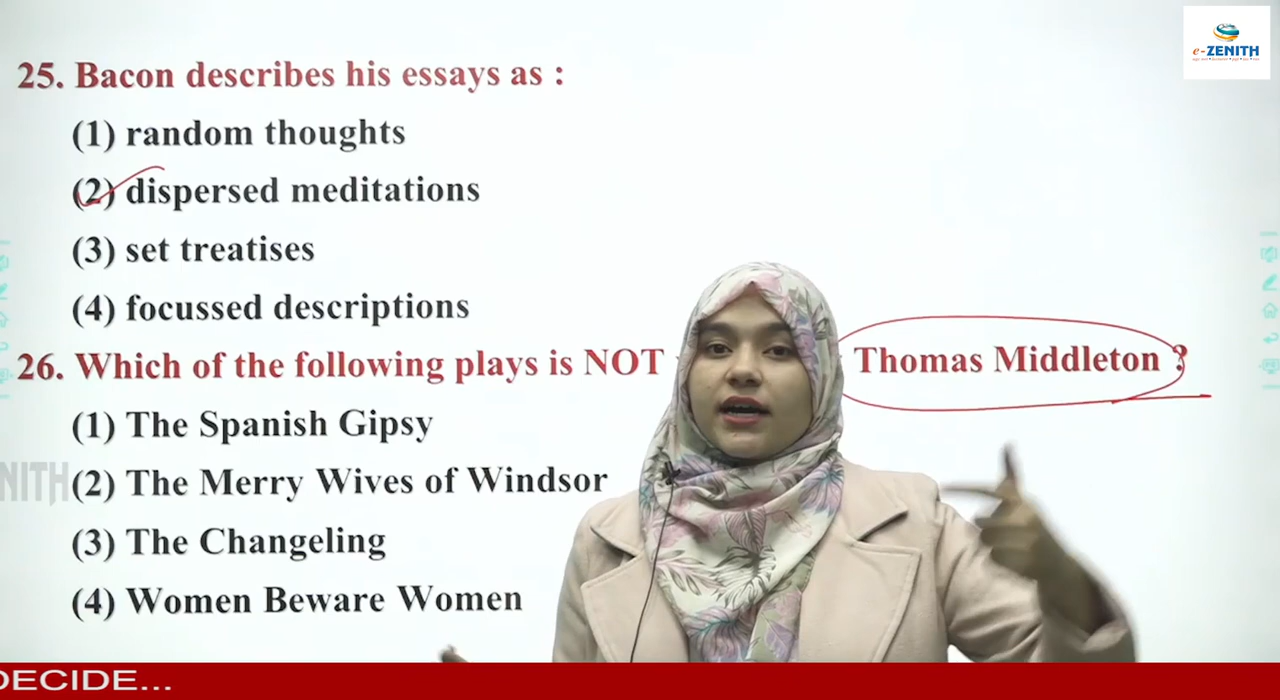 e-ZENITH
25. Bacon describes his essays as :
(1) random thoughts
(2) dispersed meditations
(3) set treatises
(4) focussed descriptions
26. Which of the following plays is NOT Thomas Middleton ?
(1) The Spanish Gipsy
NITH
(2) The Merry Wives of Windsor
(3) The Changeling
(4) Women Beware Women
DECIDE...